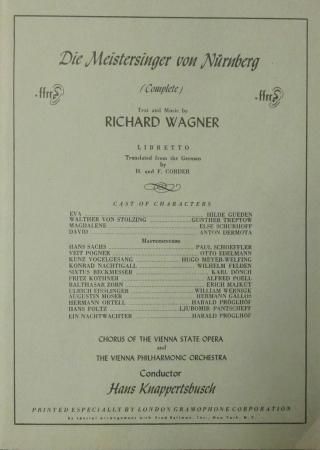 Die Meistersinger von Nürnberg
ffrr
(Complete)
ffrr
Text and Music by
RICHARD WAGNER
LIBRETTO
Translated from the German
by
H. and F. CORDER
CAST OF CHARACTERS
EVA HILDE GUEDEN
WALTHER VON STOLZING GUNTHER TREPTOW
MAGDALENE ELSE SCHURHOFF
DAVID ANTON DERMOTA
MASTERSINGERS
HANS SACHS PAUL SCHOEFFLER
VEIT POGNER OTTO EDELMANN
KUNZ VOGELGESANG HUGO MEYER-WELFING
KONRAD NACHTIGALL WILHELM FELDEN
SIXTUS BECKMESSER KARL DÖNCH
FRITZ KOTHNER ALFRED POELL
BALTHASAR ZORN ERICH MAJKUT
ULRICH EISSLINGER WILLIAM WERNIGK
AUGUSTIN MOSER HERMANN GALLOS
HERMANN ORTELL HARALD PRÖGLHÖF
HANS FOLTZ LJUBOMIR PANTSCHEFF
EIN NACHTWÄCHTER HARALD PRÖGLHÖF
CHORUS OF THE VIENNA STATE OPERA
and
THE VIENNA PHILHARMONIC ORCHESTRA
Conductor
Hans Knappertsbusch
PRINTED ESPECIALLY BY LONDON GRAMOPHONE CORPORATION
by special arrangement with Fred Rullman, Inc., New York, N. Y.